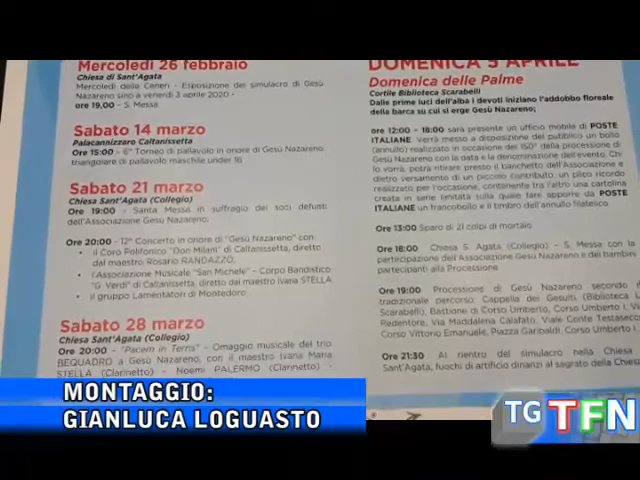 Mercoledì 26 febbraio
Chiesa di Sant'Agata
Mercoledì delle Ceneri - Esposizione del simulacro di Gesù
Nazareno sino a venerdì 3 aprile 2020 -
ore 19,00 - S. Messa
Sabato 14 marzo
Palacannizzaro Caltanissetta
Ore 15:00 - 6° Torneo di pallavolo in onore di Gesù Nazareno,
triangolare di pallavolo maschile under 16
Sabato 21 marzo
Chiesa Sant'Agata (Collegio)
Ore 19:00 - Santa Messa in suffragio dei soci defunti
dell'Associazione Gesù Nazareno;
Ore 20:00 - 12° Concerto in onore di "Gesù Nazareno" con:
• il Coro Polifonico "Don Milani" di Caltanissetta, diretto
dal maestro Rosario RANDAZZO;
• l'Associazione Musicale "San Michele" - Corpo Bandistico
"G. Verdi" di Caltanissetta, diretto dal maestro Ivana STELLA
• il gruppo Lamentatori di Montedoro
Sabato 28 marzo
Chiesa Sant'Agata (Collegio)
Ore 20:00 - "Pacem in Terris" - Omaggio musicale del trio
BEQUADRO a Gesù Nazareno, con il maestro Ivana Maria
STELLA (Clarinetto) - Noemi PALERMO (Clarinetto) -
DOMENICA 5 APRILE
Domenica delle Palme
Cortile Biblioteca Scarabelli
Dalle prime luci dell'alba i devoti iniziano l'addobbo floreale
della barca su cui si erge Gesù Nazareno;
ore 12:00 - 18:00 sarà presente un ufficio mobile di POSTE
ITALIANE. Verrà messo a disposizione del pubblico un bollo
(annullo) realizzato in occasione del 150° della processione di
Gesù Nazareno con la data e la denominazione dell'evento. Chi
lo vorrà, potrà ritirare presso il banchetto dell'Associazione e
dietro versamento di un piccolo contributo, un plico ricordo
realizzato per l'occasione, continente tra l'altro una cartolina
creata in serie limitata sulla quale fare apporre da POSTE
ITALIANE un francobollo e il timbro dell'annullo filatelico.
Ore 13:00 Sparo di 21 colpi di mortaio
Ore 18:00 Chiesa S. Agata (Collegio) - S. Messa con la
partecipazione dell'Associazione Gesù Nazareno e dei bambini
partecipanti alla Processione
Ore 19:00 Processione di Gesù Nazareno secondo
tradizionale percorso Cappella dei Gesuiti (Biblioteca
Scarabelli), Bastione di Corso Umberto, Corso Umberto I, Via
Redentore, Via Maddalena Calafato, Viale Conte Testasecca
Corso Vittorio Emanuele, Piazza Garibaldi, Corso Umberto I.
Ore 21:30 Al rientro del simulacro nella Chiesa
Sant'Agata, fuochi di artificio dinanzi al sagrato della Chiesa
MONTAGGIO:
GIANLUCA LOGUASTO
TG TFN